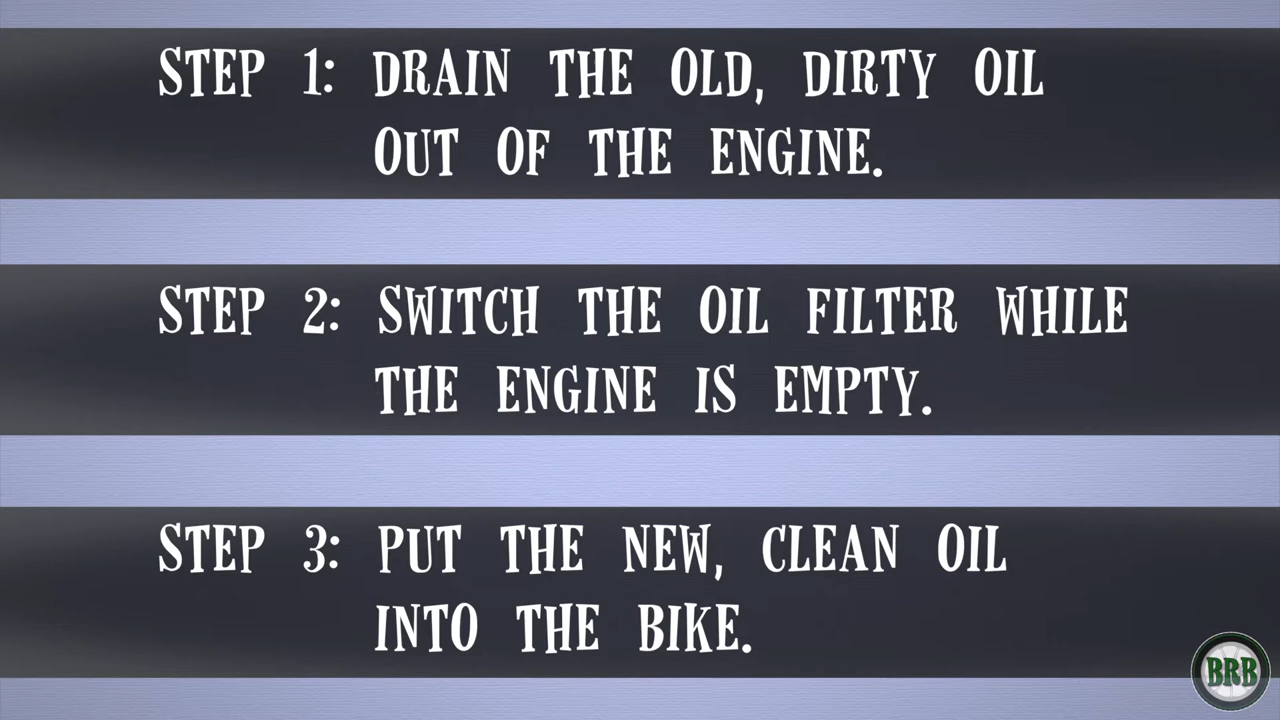 STEP 1: DRAIN THE OLD, DIRTY OIL
OUT OF THE ENGINE.
STEP 2: SWITCH THE OIL FILTER WHILE
THE ENGINE IS EMPTY.
STEP 3: PUT THE NEW, CLEAN OIL
INTO THE BIKE.
BRB